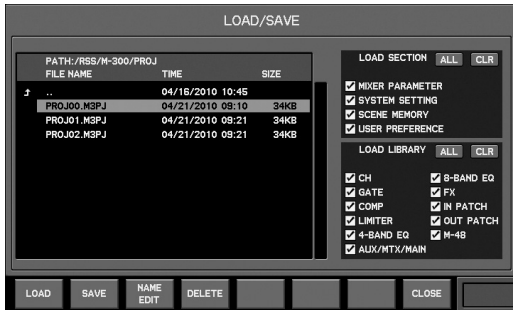 LOAD/SAVE
PATH:/RSS/M-300/PROJ
FILE NAME TIME SIZE
.. 04/16/2010 10:45
PROJ00.M3PJ 04/21/2010 09:10 34KB
PROJ01.M3PJ 04/21/2010 09:21 34KB
PROJ02.M3PJ 04/21/2010 09:21 34KB
LOAD SECTION ALL CLR
MIXER PARAMETER
SYSTEM SETTING
SCENE MEMORY
USER PREFERENCE
LOAD LIBRARY ALL CLR
CH 8-BAND EQ
GATE FX
COMP IN PATCH
LIMITER OUT PATCH
4-BAND EQ M-48
AUX/MTX/MAIN
LOAD SAVE NAME EDIT DELETE CLOSE